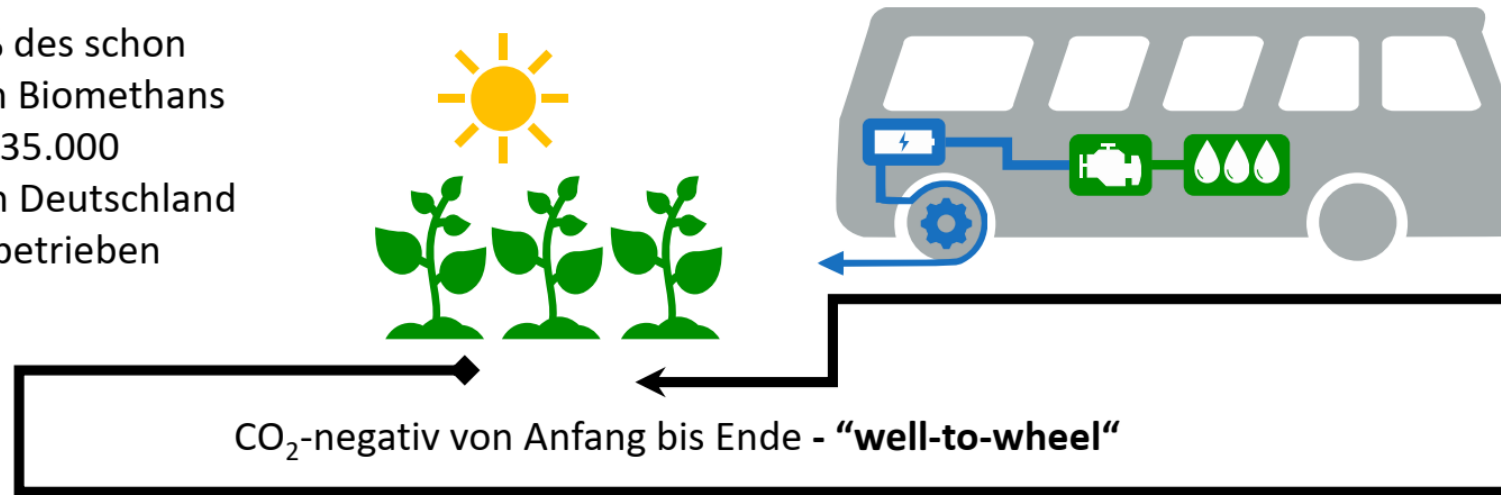 % des schon
n Biomethans
35.000
n Deutschland
betrieben
CO₂-negativ von Anfang bis Ende - “well-to-wheel“